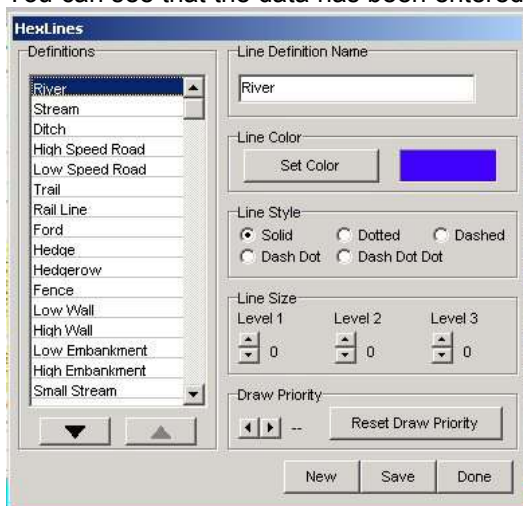 You can see that the data has been entered
HexLines
Definitions
River
Stream
Ditch
High Speed Road
Low Speed Road
Trail
Rail Line
Ford
Hedge
Hedgerow
Fence
Low Wall
High Wall
Low Embankment
High Embankment
Small Stream
Line Definition Name
River
Line Color
Set Color
Line Style
Solid Dotted Dashed
Dash Dot Dash Dot Dot
Line Size
Level 1 Level 2 Level 3
0 0 0
Draw Priority
-- Reset Draw Priority
New Save Done